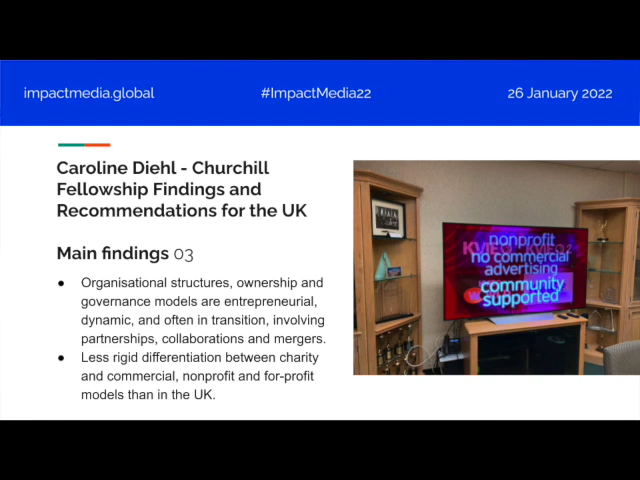 impactmedia.global
#ImpactMedia22
26 January 2022
Caroline Diehl - Churchill
Fellowship Findings and
Recommendations for the UK
Main findings 03
● Organisational structures, ownership and
governance models are entrepreneurial,
dynamic, and often in transition, involving
partnerships, collaborations and mergers.
● Less rigid differentiation between charity
and commercial, nonprofit and for-profit
models than in the UK.
nonprofit
no commercial
advertising
community
supported